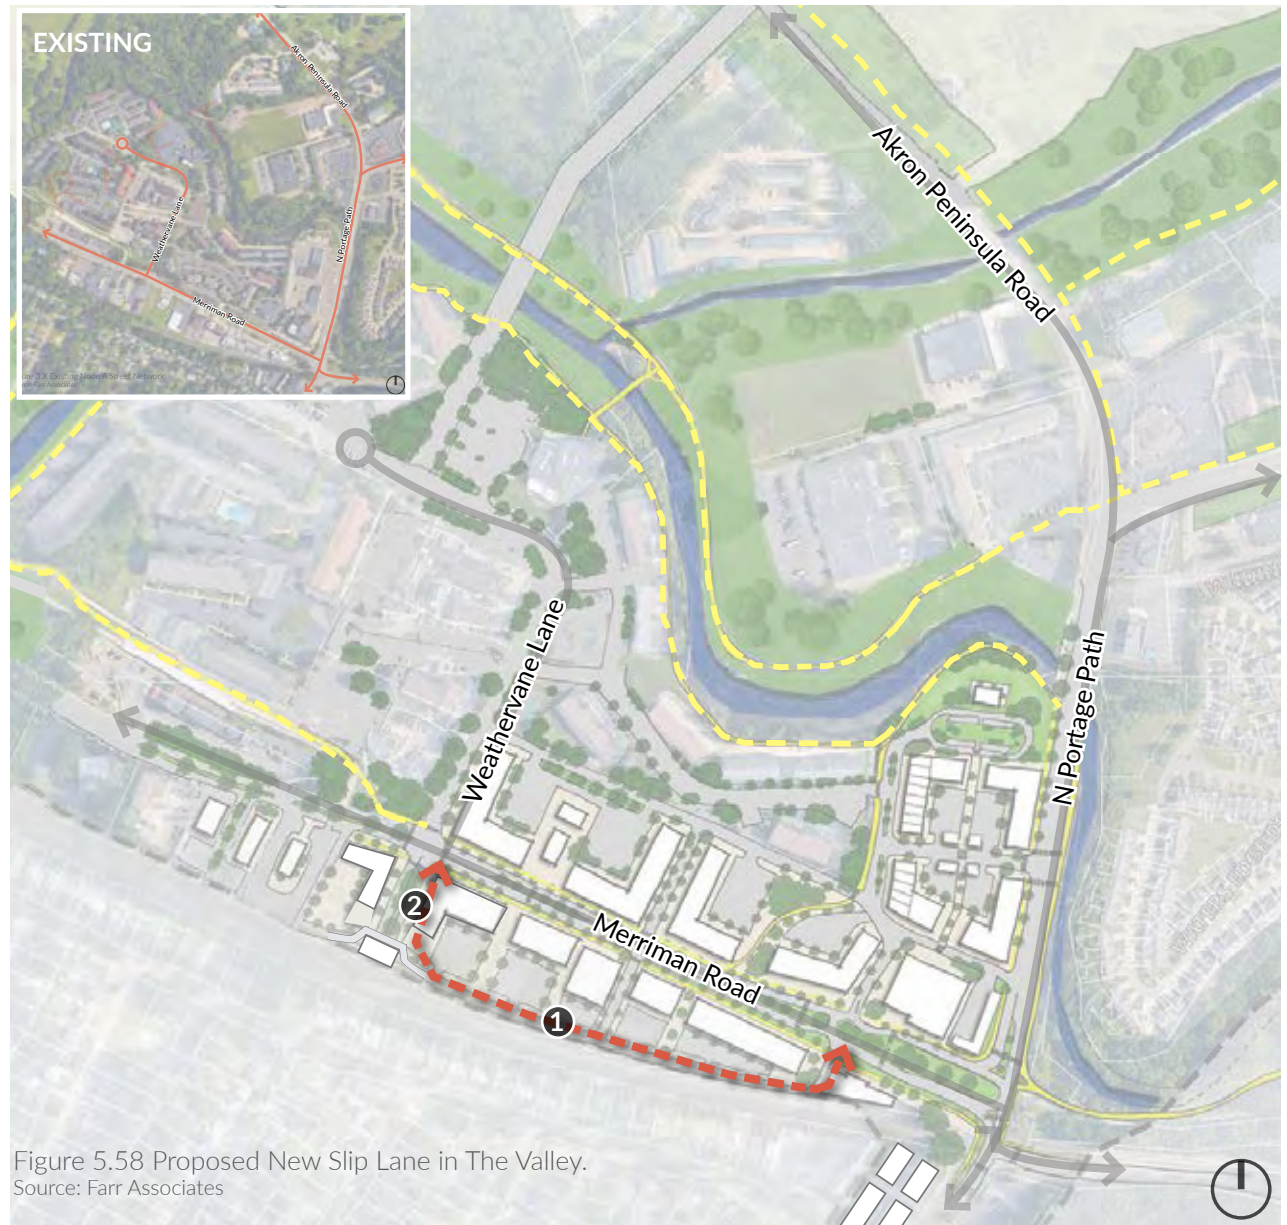 EXISTING
Akron Peninsula Road
Weathervane Lane
N Portage Path
Merriman Road
Akron Peninsula Road
Weathervane Lane
N Portage Path
Merriman Road
2
1
Figure 5.58 Proposed New Slip Lane in The Valley.
Source: Farr Associates